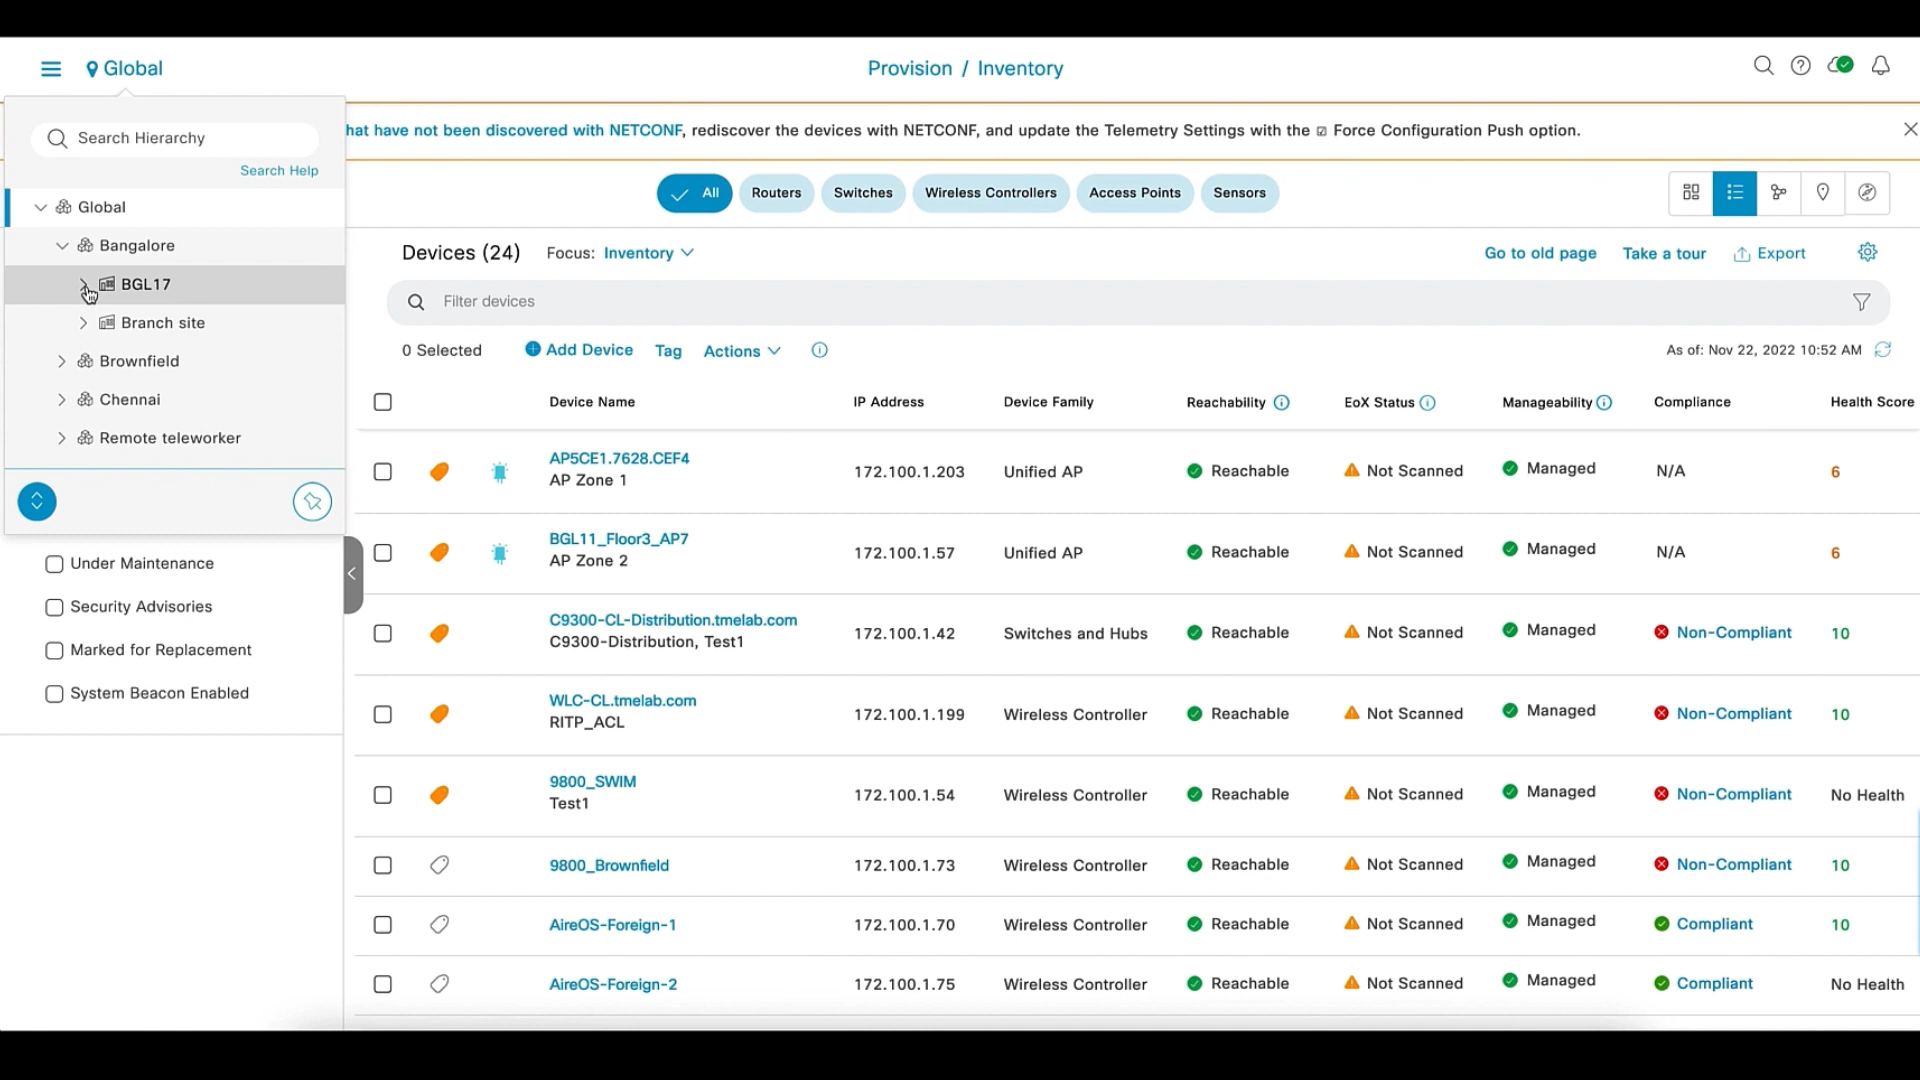 Global
Provision / Inventory
Search Hierarchy
Search Help
hat have not been discovered with NETCONF, rediscover the devices with NETCONF, and update the Telemetry Settings with the ☑ Force Configuration Push option.
Global
Bangalore
BGL17
Branch site
Brownfield
Chennai
Remote teleworker
Under Maintenance
Security Advisories
Marked for Replacement
System Beacon Enabled
All Routers Switches Wireless Controllers Access Points Sensors
Devices (24) Focus: Inventory Go to old page Take a tour Export
Filter devices
0 Selected Add Device Tag Actions As of: Nov 22, 2022 10:52 AM
Device Name IP Address Device Family Reachability EoX Status Manageability Compliance Health Score
AP5CE1.7628.CEF4
AP Zone 1 172.100.1.203 Unified AP Reachable Not Scanned Managed N/A 6
BGL11_Floor3_AP7
AP Zone 2 172.100.1.57 Unified AP Reachable Not Scanned Managed N/A 6
C9300-CL-Distribution.tmelab.com
C9300-Distribution, Test1 172.100.1.42 Switches and Hubs Reachable Not Scanned Managed Non-Compliant 10
WLC-CL.tmelab.com
RITP_ACL 172.100.1.199 Wireless Controller Reachable Not Scanned Managed Non-Compliant 10
9800_SWIM
Test1 172.100.1.54 Wireless Controller Reachable Not Scanned Managed Non-Compliant No Health
9800_Brownfield 172.100.1.73 Wireless Controller Reachable Not Scanned Managed Non-Compliant 10
AireOS-Foreign-1 172.100.1.70 Wireless Controller Reachable Not Scanned Managed Compliant 10
AireOS-Foreign-2 172.100.1.75 Wireless Controller Reachable Not Scanned Managed Compliant No Health